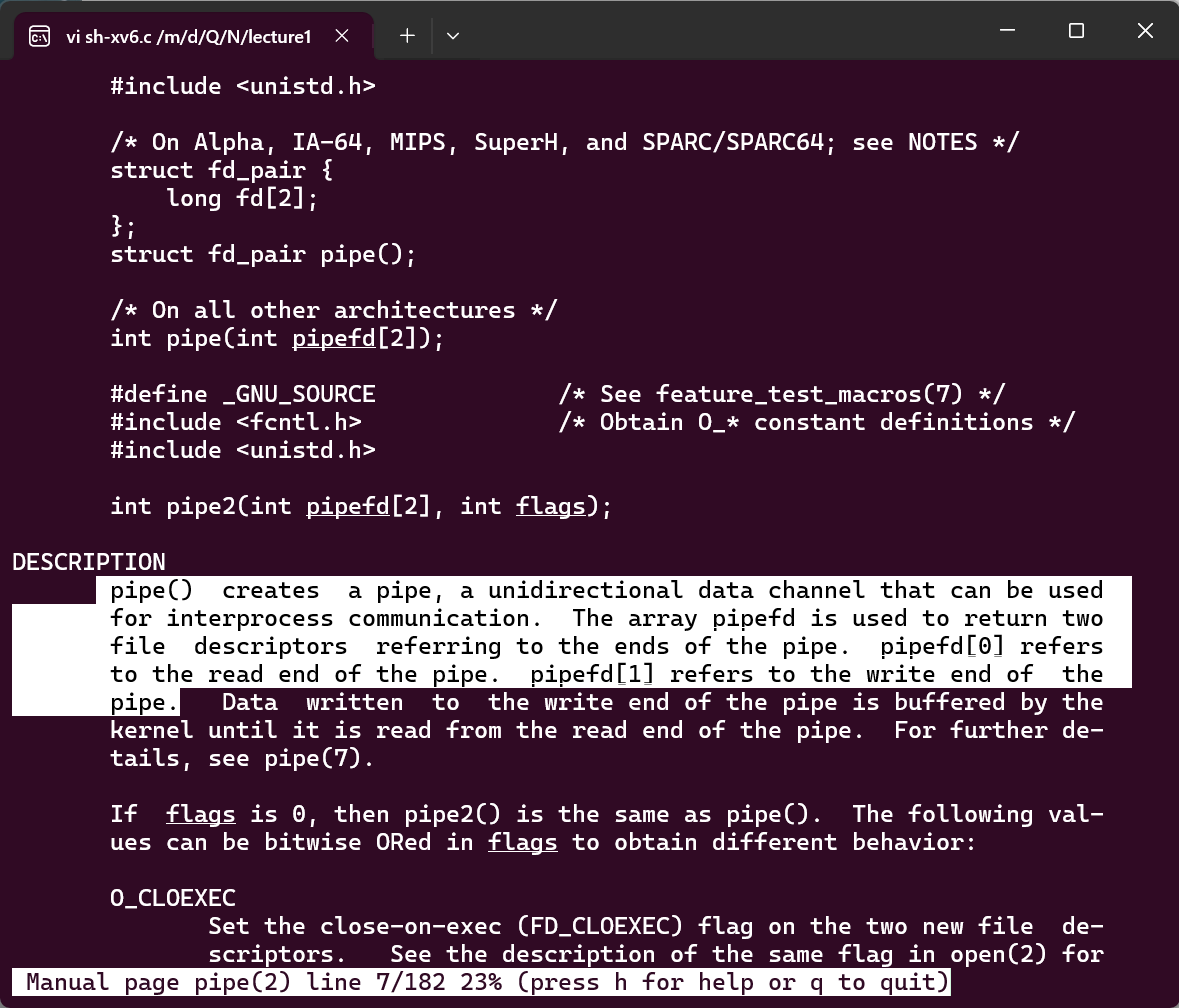 vi sh-xv6.c /m/d/Q/N/lecture1
#include <unistd.h>
/* On Alpha, IA-64, MIPS, SuperH, and SPARC/SPARC64; see NOTES */
struct fd_pair {
long fd[2];
};
struct fd_pair pipe();
/* On all other architectures */
int pipe(int pipefd[2]);
#define _GNU_SOURCE /* See feature_test_macros(7) */
#include <fcntl.h> /* Obtain O_* constant definitions */
#include <unistd.h>
int pipe2(int pipefd[2], int flags);
DESCRIPTION
pipe() creates a pipe, a unidirectional data channel that can be used
for interprocess communication. The array pipefd is used to return two
file descriptors referring to the ends of the pipe. pipefd[0] refers
to the read end of the pipe. pipefd[1] refers to the write end of the
pipe. Data written to the write end of the pipe is buffered by the
kernel until it is read from the read end of the pipe. For further de-
tails, see pipe(7).
If flags is 0, then pipe2() is the same as pipe(). The following val-
ues can be bitwise ORed in flags to obtain different behavior:
O_CLOEXEC
Set the close-on-exec (FD_CLOEXEC) flag on the two new file de-
scriptors. See the description of the same flag in open(2) for
Manual page pipe(2) line 7/182 23% (press h for help or q to quit)